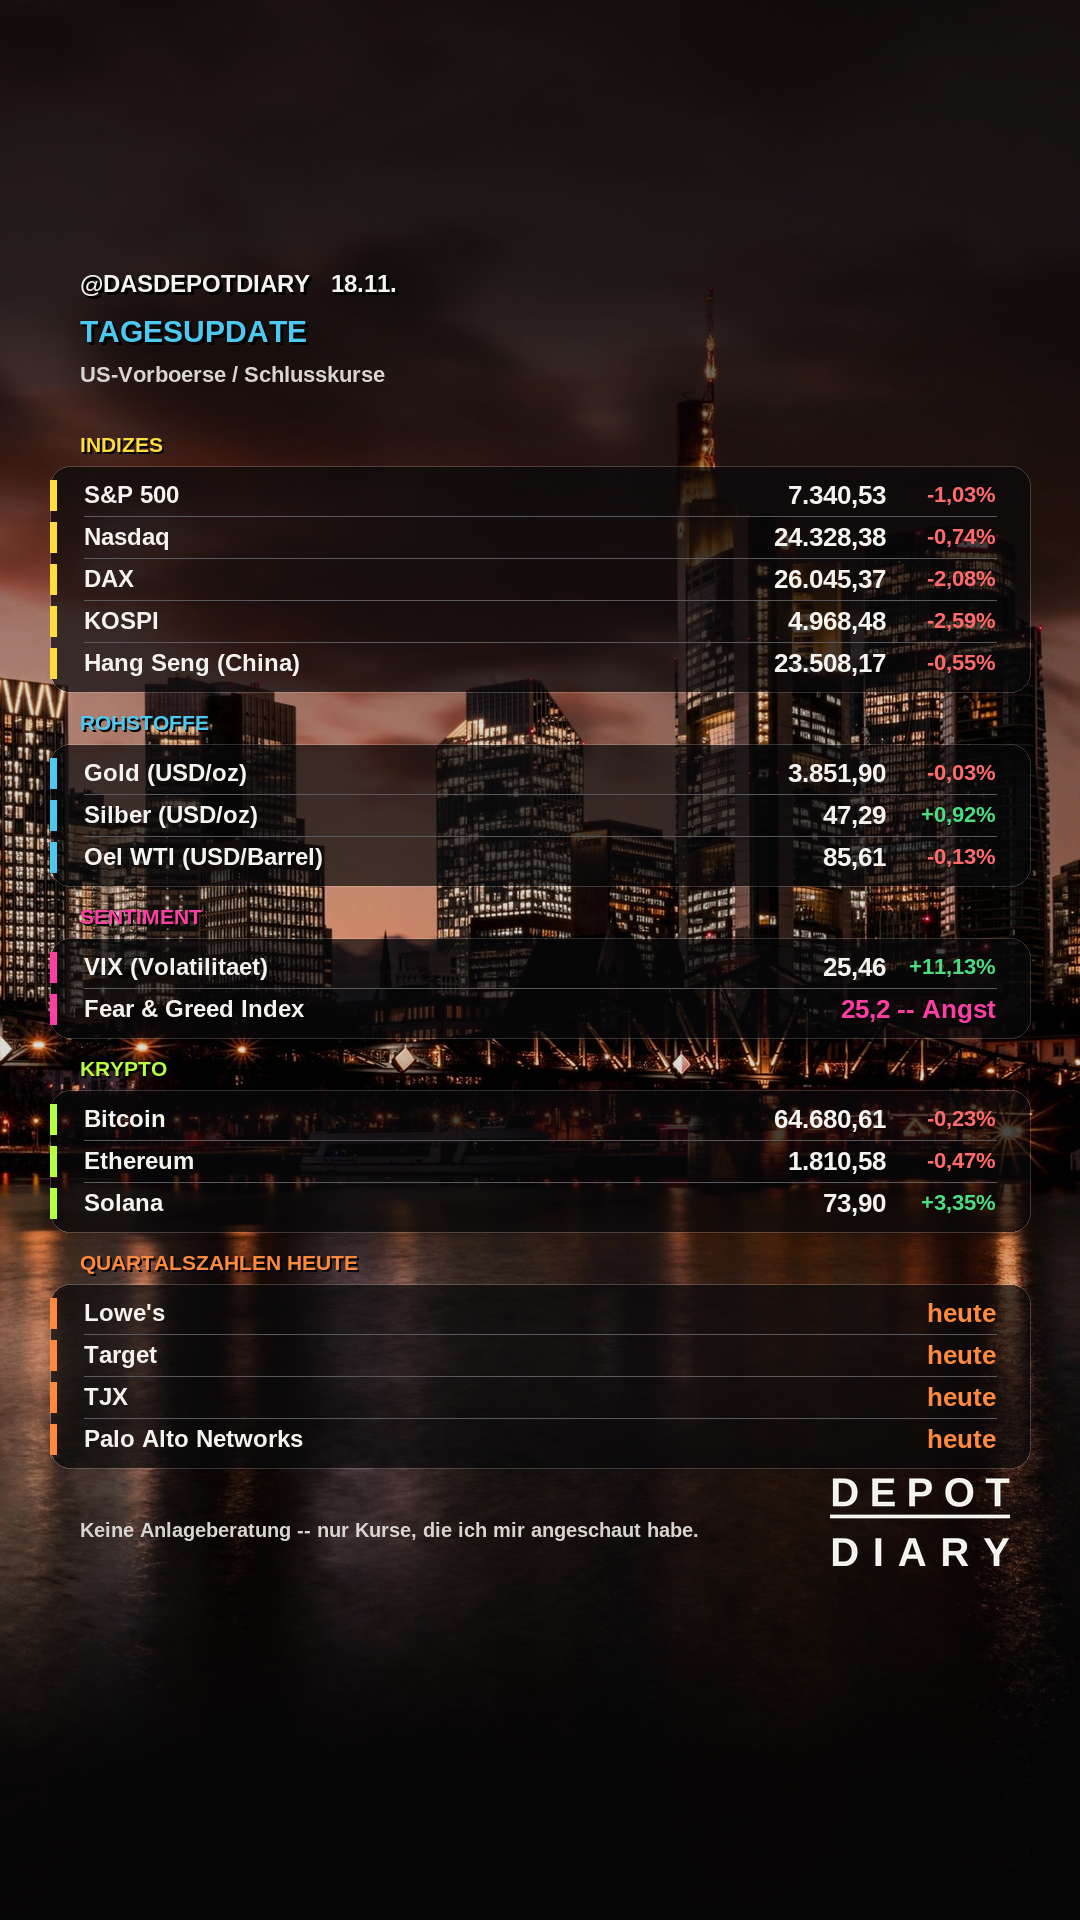 @DASDEPOTDIARY 18.11.
TAGESUPDATE
US-Vorboerse / Schlusskurse
INDIZES
S&P 500 7.340,53 -1,03%
Nasdaq 24.328,38 -0,74%
DAX 26.045,37 -2,08%
KOSPI 4.968,48 -2,59%
Hang Seng (China) 23.508,17 -0,55%
ROHSTOFFE
Gold (USD/oz) 3.851,90 -0,03%
Silber (USD/oz) 47,29 +0,92%
Oel WTI (USD/Barrel) 85,61 -0,13%
SENTIMENT
VIX (Volatilitaet) 25,46 +11,13%
Fear & Greed Index 25,2 -- Angst
KRYPTO
Bitcoin 64.680,61 -0,23%
Ethereum 1.810,58 -0,47%
Solana 73,90 +3,35%
QUARTALSZAHLEN HEUTE
Lowe's heute
Target heute
TJX heute
Palo Alto Networks heute
Keine Anlageberatung -- nur Kurse, die ich mir angeschaut habe.
DEPOT
DIARY